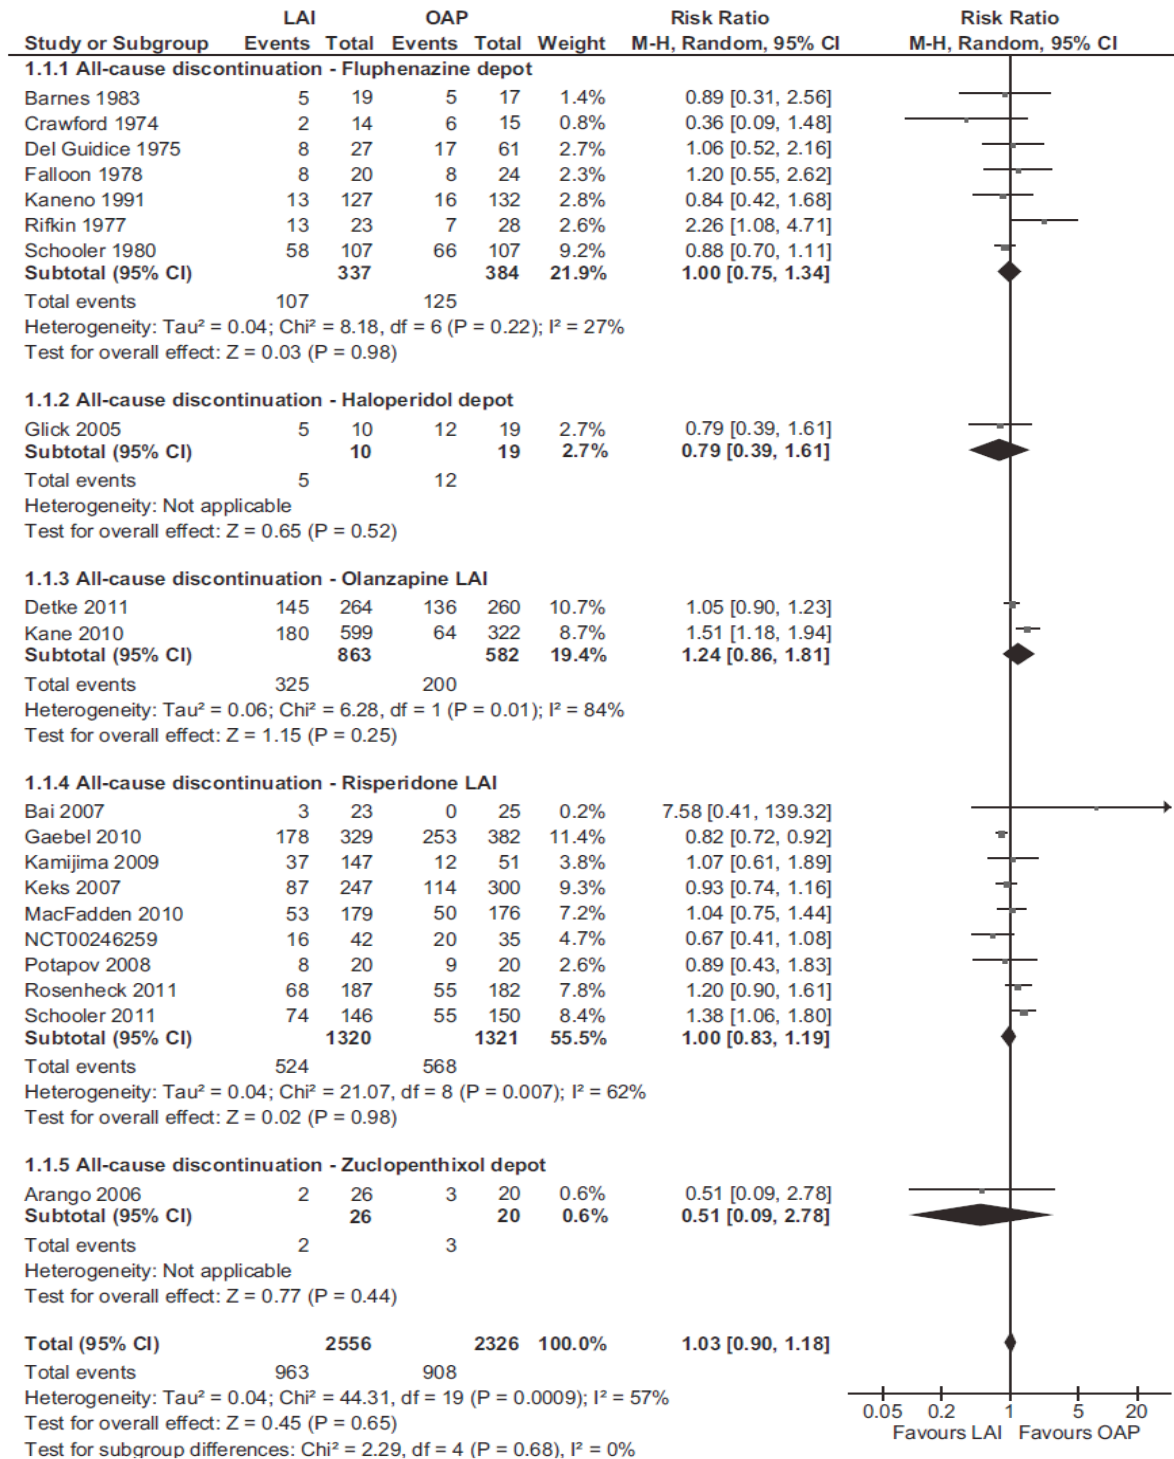 LAI OAP Risk Ratio Risk Ratio
Study or Subgroup Events Total Events Total Weight M-H, Random, 95% CI M-H, Random, 95% CI
1.1.1 All-cause discontinuation - Fluphenazine depot
Barnes 1983 5 19 5 17 1.4% 0.89 [0.31, 2.56]
Crawford 1974 2 14 6 15 0.8% 0.36 [0.09, 1.48]
Del Guidice 1975 8 27 17 61 2.7% 1.06 [0.52, 2.16]
Falloon 1978 8 20 8 24 2.3% 1.20 [0.55, 2.62]
Kaneno 1991 13 127 16 132 2.8% 0.84 [0.42, 1.68]
Rifkin 1977 13 23 7 28 2.6% 2.26 [1.08, 4.71]
Schooler 1980 58 107 66 107 9.2% 0.88 [0.70, 1.11]
Subtotal (95% CI) 337 384 21.9% 1.00 [0.75, 1.34]
Total events 107 125
Heterogeneity: Tau² = 0.04; Chi² = 8.18, df = 6 (P = 0.22); I² = 27%
Test for overall effect: Z = 0.03 (P = 0.98)
1.1.2 All-cause discontinuation - Haloperidol depot
Glick 2005 5 10 12 19 2.7% 0.79 [0.39, 1.61]
Subtotal (95% CI) 10 19 2.7% 0.79 [0.39, 1.61]
Total events 5 12
Heterogeneity: Not applicable
Test for overall effect: Z = 0.65 (P = 0.52)
1.1.3 All-cause discontinuation - Olanzapine LAI
Detke 2011 145 264 136 260 10.7% 1.05 [0.90, 1.23]
Kane 2010 180 599 64 322 8.7% 1.51 [1.18, 1.94]
Subtotal (95% CI) 863 582 19.4% 1.24 [0.86, 1.81]
Total events 325 200
Heterogeneity: Tau² = 0.06; Chi² = 6.28, df = 1 (P = 0.01); I² = 84%
Test for overall effect: Z = 1.15 (P = 0.25)
1.1.4 All-cause discontinuation - Risperidone LAI
Bai 2007 3 23 0 25 0.2% 7.58 [0.41, 139.32]
Gaebel 2010 178 329 253 382 11.4% 0.82 [0.72, 0.92]
Kamijima 2009 37 147 12 51 3.8% 1.07 [0.61, 1.89]
Keks 2007 87 247 114 300 9.3% 0.93 [0.74, 1.16]
MacFadden 2010 53 179 50 176 7.2% 1.04 [0.75, 1.44]
NCT00246259 16 42 20 35 4.7% 0.67 [0.41, 1.08]
Potapov 2008 8 20 9 20 2.6% 0.89 [0.43, 1.83]
Rosenheck 2011 68 187 55 182 7.8% 1.20 [0.90, 1.61]
Schooler 2011 74 146 55 150 8.4% 1.38 [1.06, 1.80]
Subtotal (95% CI) 1320 1321 55.5% 1.00 [0.83, 1.19]
Total events 524 568
Heterogeneity: Tau² = 0.04; Chi² = 21.07, df = 8 (P = 0.007); I² = 62%
Test for overall effect: Z = 0.02 (P = 0.98)
1.1.5 All-cause discontinuation - Zuclopenthixol depot
Arango 2006 2 26 3 20 0.6% 0.51 [0.09, 2.78]
Subtotal (95% CI) 26 20 0.6% 0.51 [0.09, 2.78]
Total events 2 3
Heterogeneity: Not applicable
Test for overall effect: Z = 0.77 (P = 0.44)
Total (95% CI) 2556 2326 100.0% 1.03 [0.90, 1.18]
Total events 963 908
Heterogeneity: Tau² = 0.04; Chi² = 44.31, df = 19 (P = 0.0009); I² = 57%
Test for overall effect: Z = 0.45 (P = 0.65)
Test for subgroup differences: Chi² = 2.29, df = 4 (P = 0.68), I² = 0%
0.05 0.2 1 5 20
Favours LAI Favours OAP